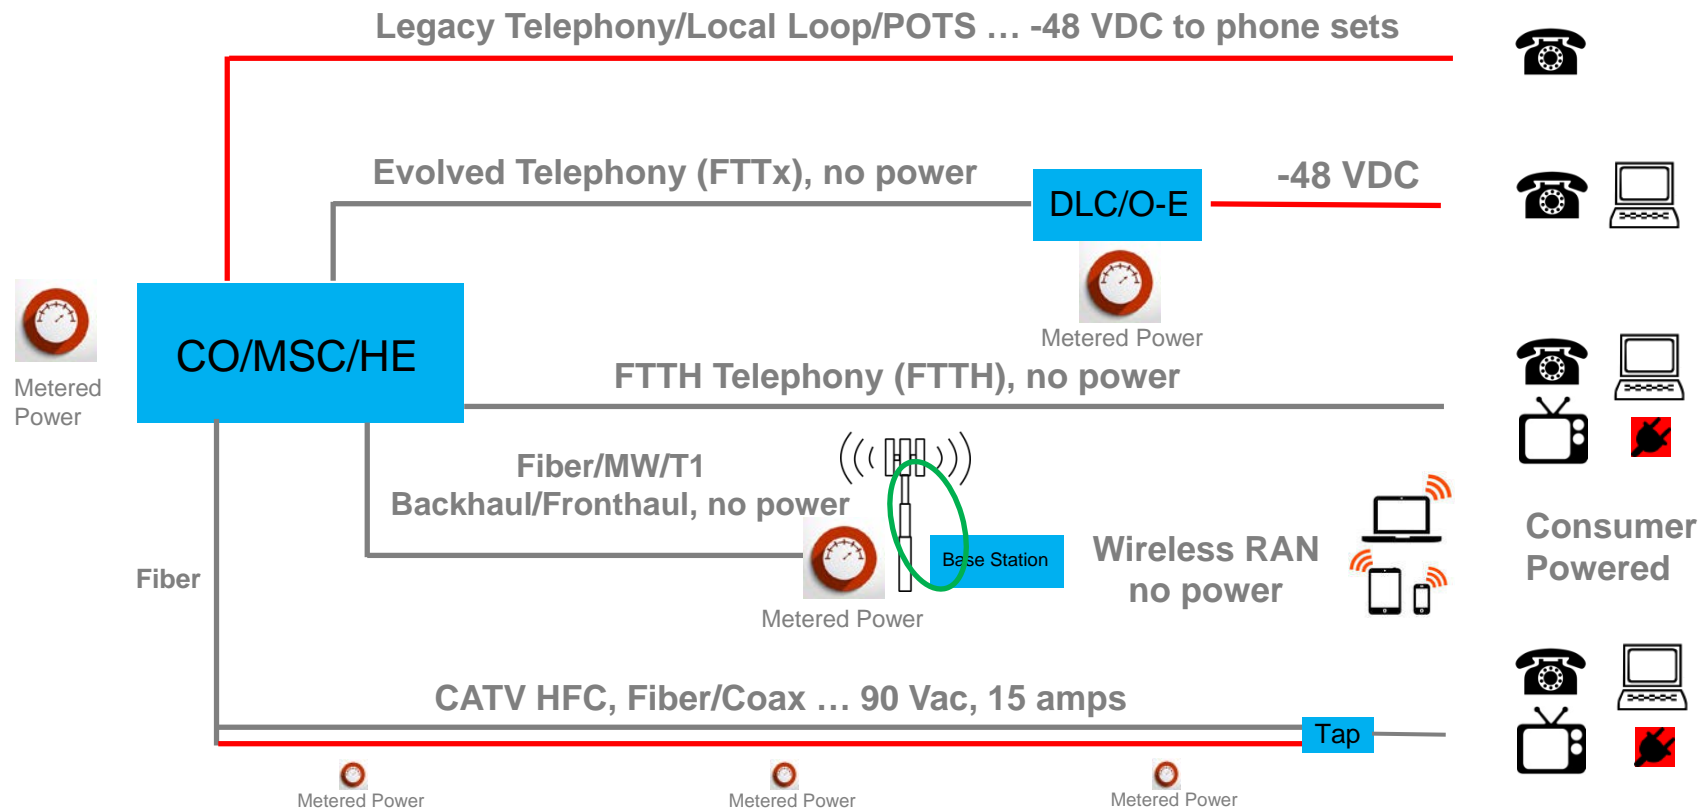 Legacy Telephony/Local Loop/POTS … -48 VDC to phone sets
Evolved Telephony (FTTx), no power
DLC/O-E
-48 VDC
Metered Power
Metered
Power
CO/MSC/HE
FTTH Telephony (FTTH), no power
Fiber/MW/T1
Backhaul/Fronthaul, no power
Base Station
Metered Power
Wireless RAN
no power
Consumer
Powered
Fiber
CATV HFC, Fiber/Coax … 90 Vac, 15 amps
Tap
Metered Power
Metered Power
Metered Power